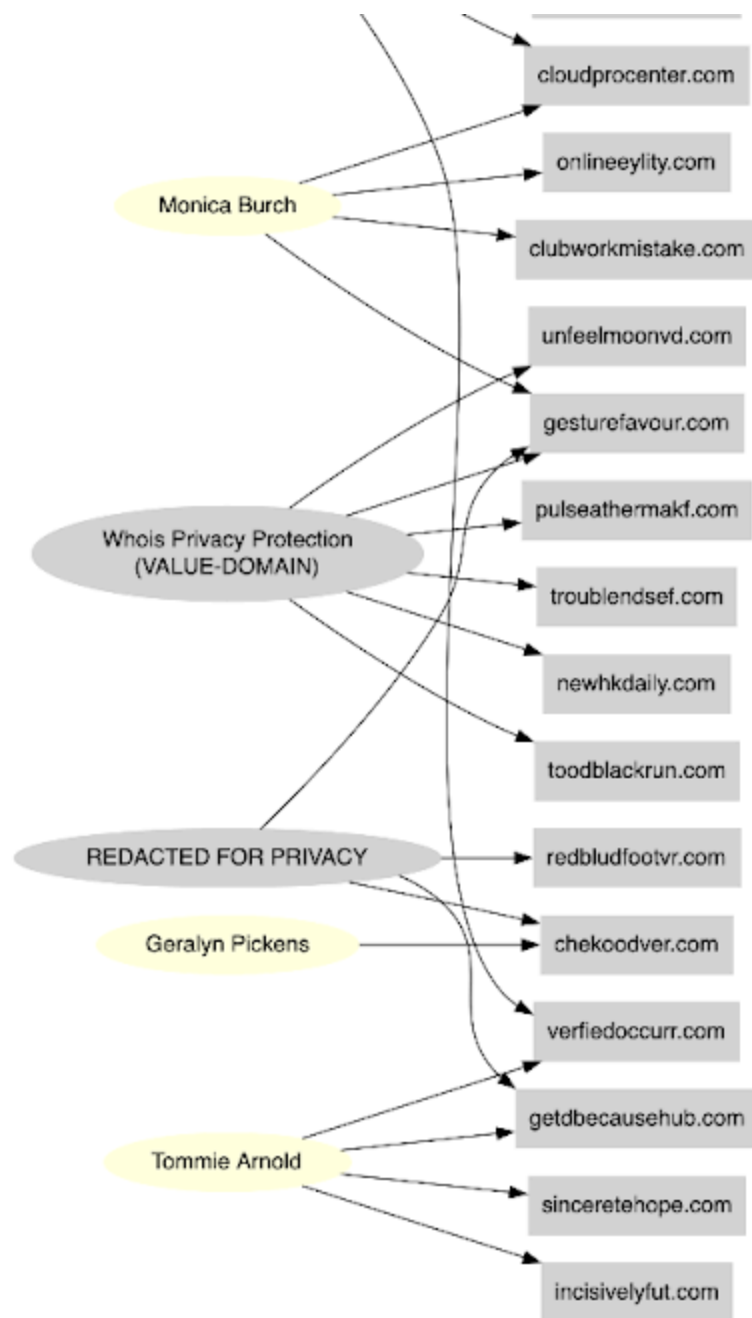 cloudprocenter.com
onlineeylity.com
Monica Burch
clubworkmistake.com
unfeelmoonvd.com
gesturefavour.com
pulseathermakf.com
Whois Privacy Protection
(VALUE-DOMAIN)
troublendsef.com
newhkdaily.com
toodblackrun.com
REDACTED FOR PRIVACY
redbludfootvr.com
Geralyn Pickens
chekoodver.com
verfiedoccurr.com
getdbecausehub.com
Tommie Arnold
sinceretehope.com
incisivelyfut.com